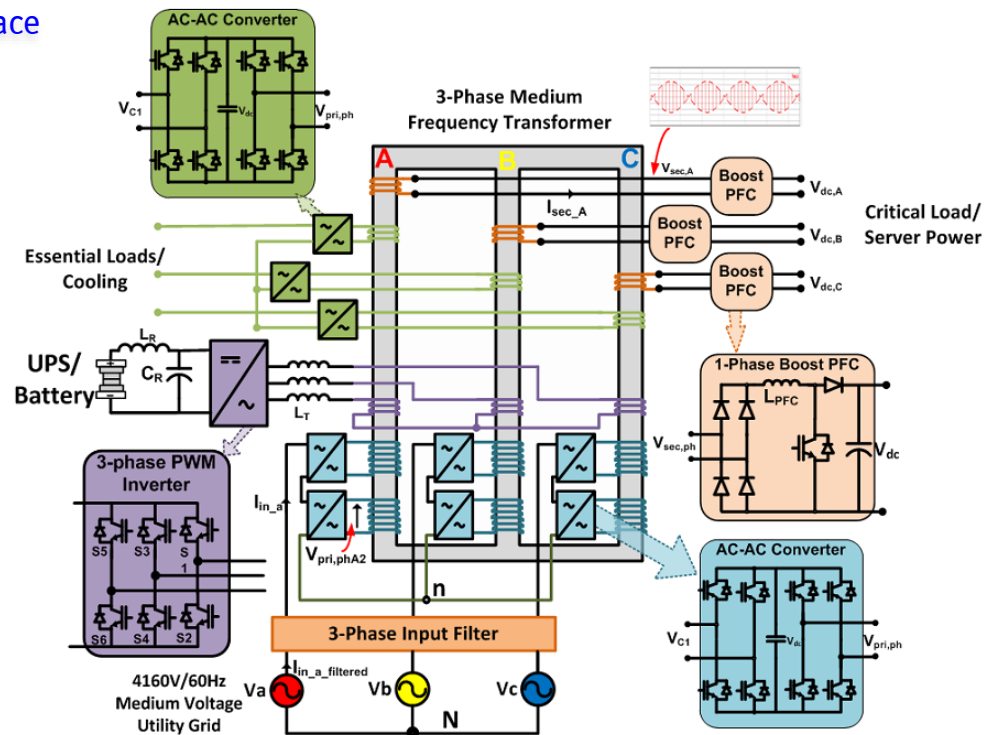 ace
AC-AC Converter
VC1
Vdc
Vpri,ph
3-Phase Medium
Frequency Transformer
A
B
C
Vsec,A
Isec_A
Boost
PFC
Vdc,A
Boost
PFC
Vdc,B
Boost
PFC
Vdc,C
Critical Load/
Server Power
Essential Loads/
Cooling
UPS/
Battery
LR
CR
LT
3-phase PWM
Inverter
S5
S3
S
1
S6
S4
S2
Iin_a
Vpri,phA2
n
1-Phase Boost PFC
LPFC
Vsec,ph
Vdc
AC-AC Converter
VC1
Vdc
Vpri,ph
3-Phase Input Filter
Iin_a_filtered
4160V/60Hz
Medium Voltage
Utility Grid
Va
Vb
Vc
N